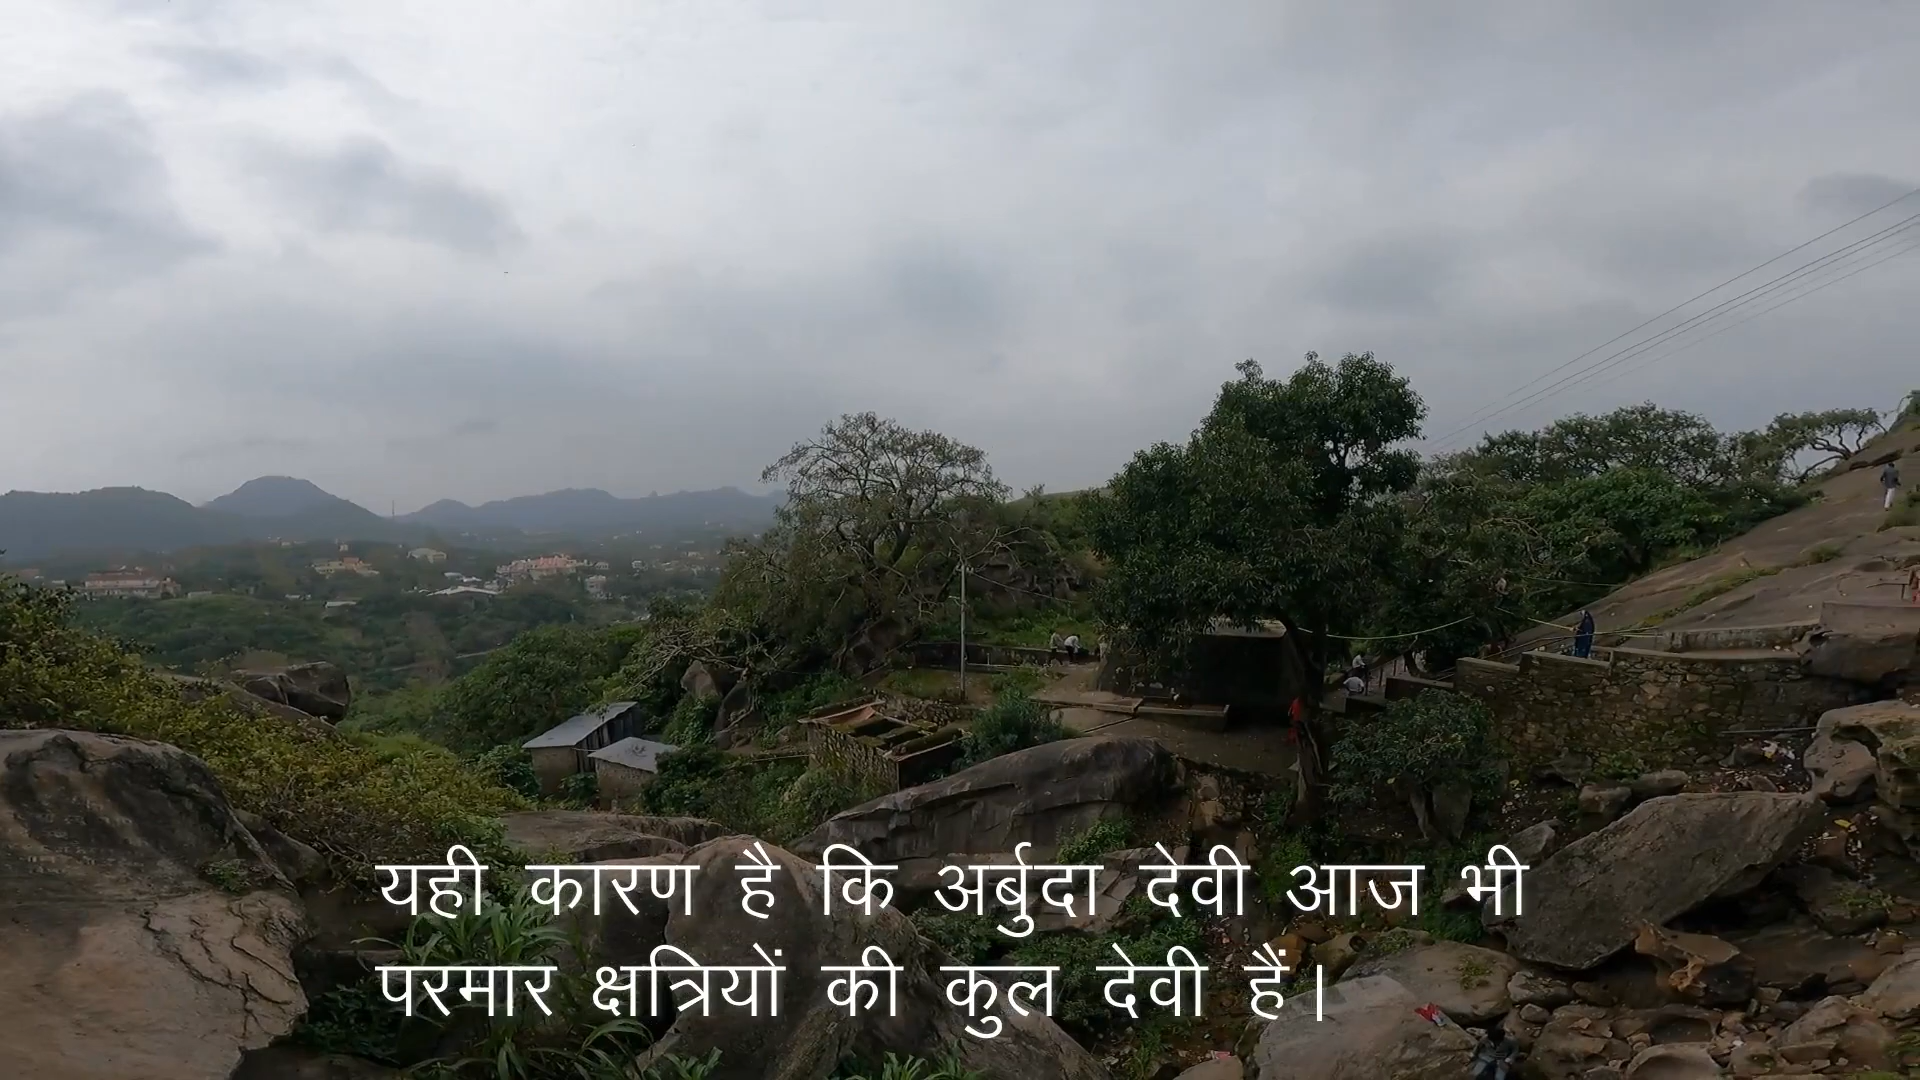 यही कारण है कि अर्बुदा देवी आज भी
परमार क्षत्रियों की कुल देवी हैं।